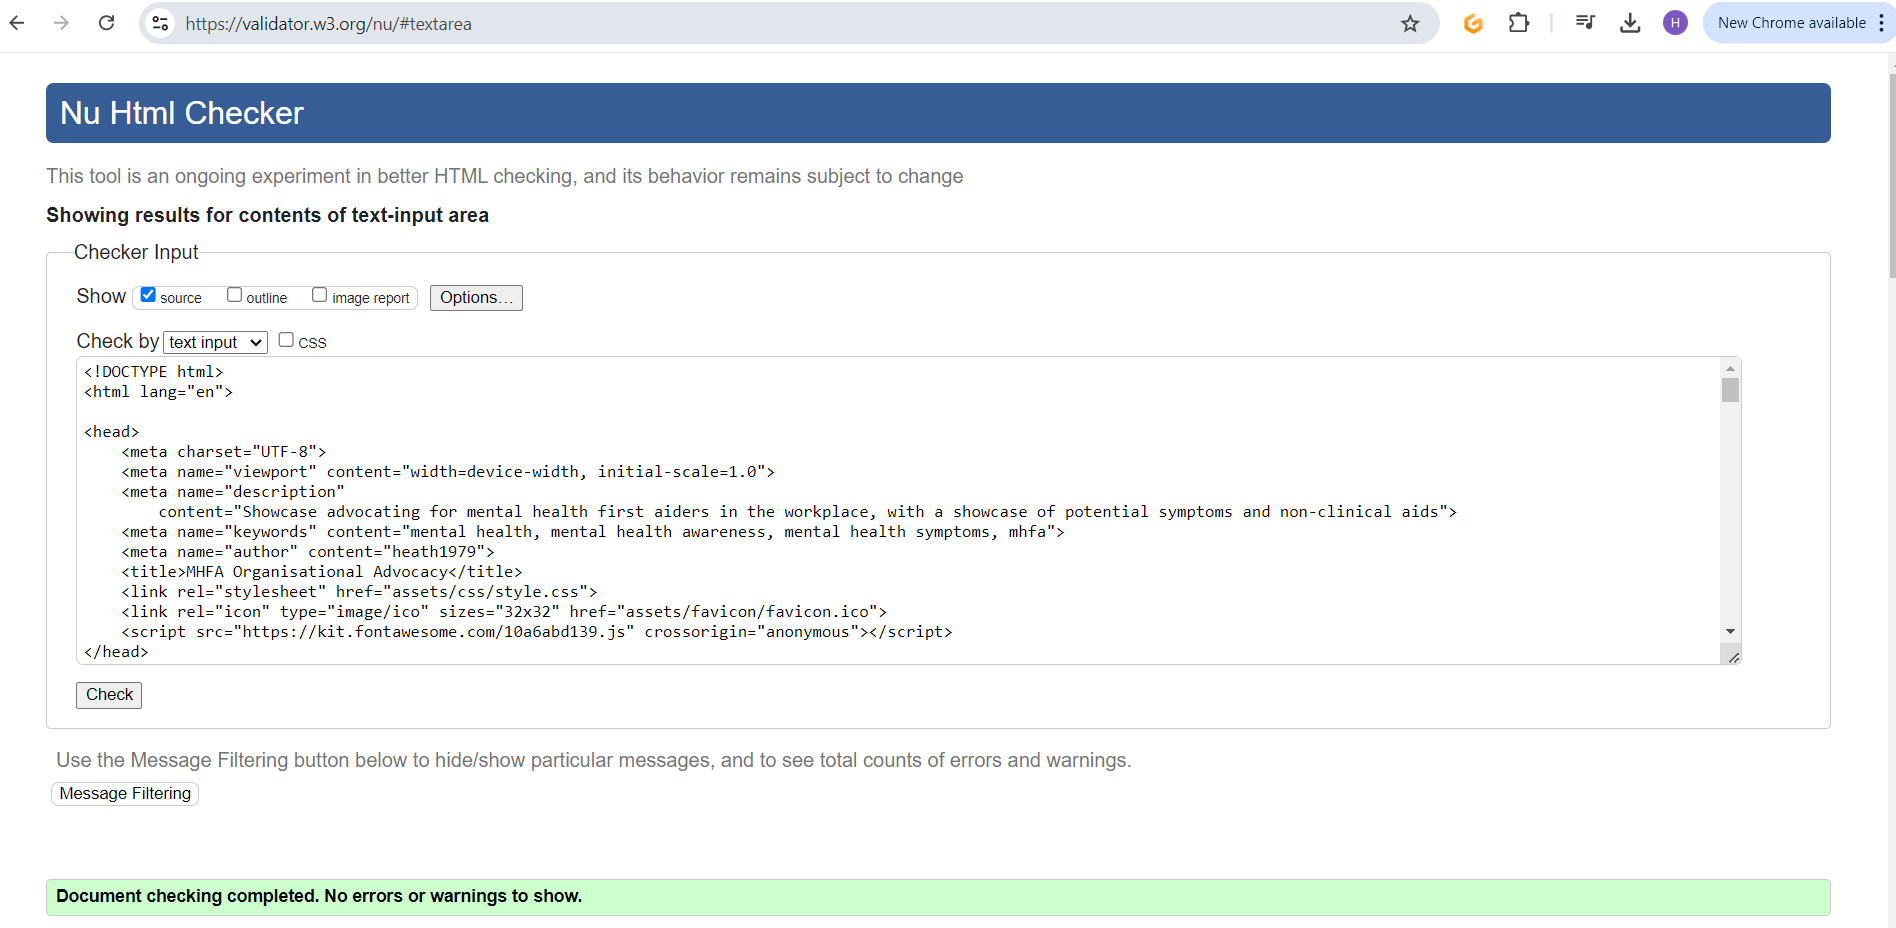 https://validator.w3.org/nu/#textarea
H
New Chrome available
Nu Html Checker
This tool is an ongoing experiment in better HTML checking, and its behavior remains subject to change
Showing results for contents of text-input area
Checker Input
Show source outline image report Options...
Check by text input CSS
<!DOCTYPE html>
<html lang="en">
<head>
    <meta charset="UTF-8">
    <meta name="viewport" content="width=device-width, initial-scale=1.0">
    <meta name="description"
        content="Showcase advocating for mental health first aiders in the workplace, with a showcase of potential symptoms and non-clinical aids">
    <meta name="keywords" content="mental health, mental health awareness, mental health symptoms, mhfa">
    <meta name="author" content="heath1979">
    <title>MHFA Organisational Advocacy</title>
    <link rel="stylesheet" href="assets/css/style.css">
    <link rel="icon" type="image/ico" sizes="32x32" href="assets/favicon/favicon.ico">
    <script src="https://kit.fontawesome.com/10a6abd139.js" crossorigin="anonymous"></script>
</head>
Check
Use the Message Filtering button below to hide/show particular messages, and to see total counts of errors and warnings.
Message Filtering
Document checking completed. No errors or warnings to show.